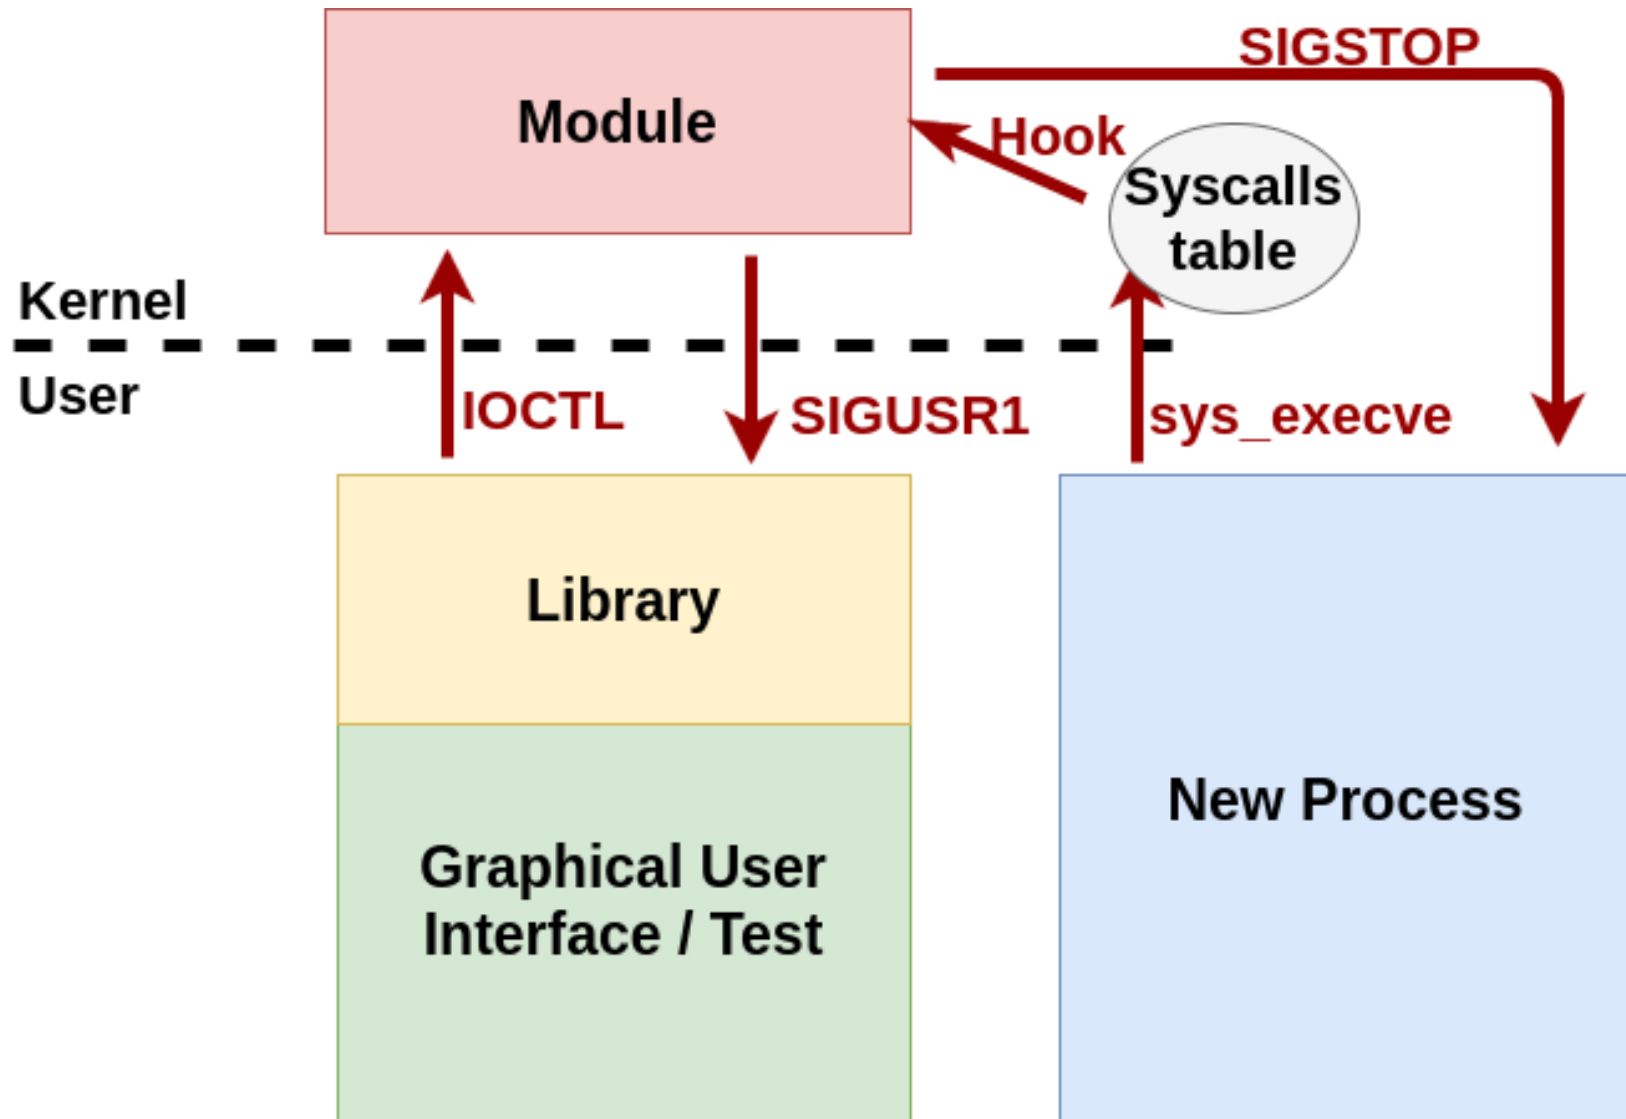 SIGSTOP
Module
Hook
Syscalls
table
Kernel
User
IOCTL
SIGUSR1
sys_execve
Library
Graphical User
Interface / Test
New Process